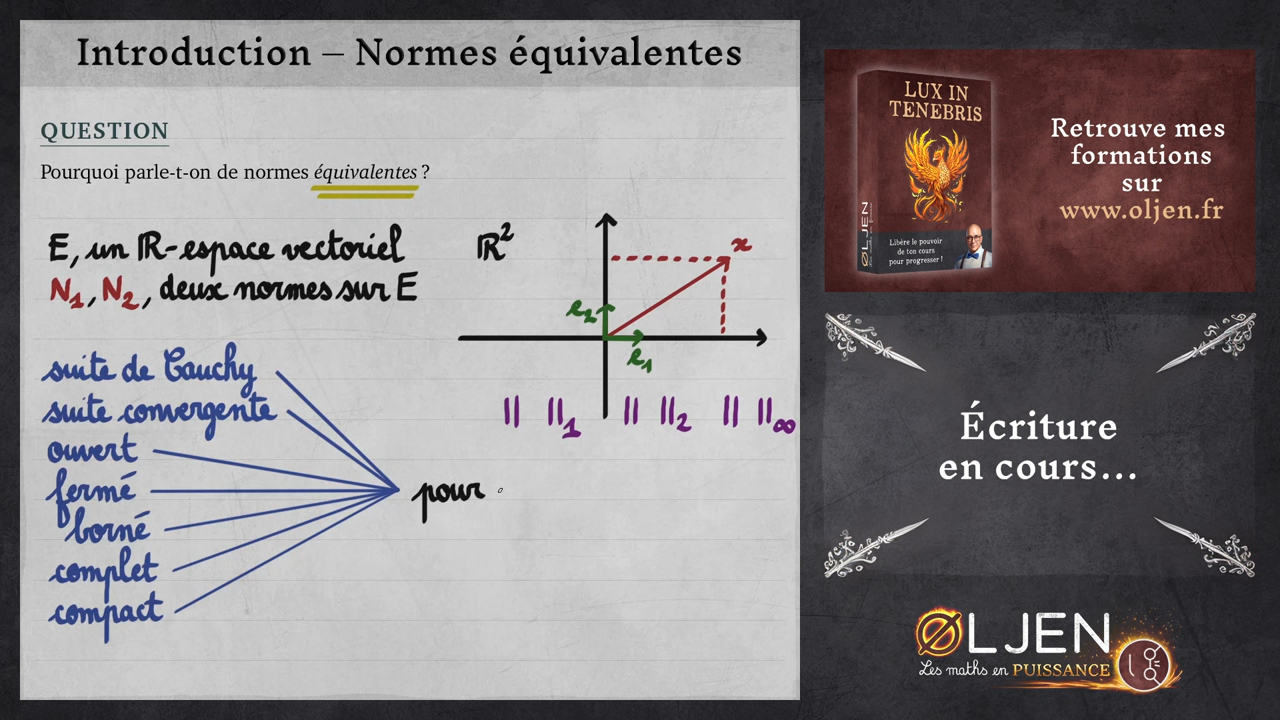 Introduction – Normes équivalentes
QUESTION
Pourquoi parle-t-on de normes équivalentes ?
E, un ℝ-espace vectoriel
N₁, N₂, deux normes sur E
ℝ²
x
e₂
e₁
|| ||₁ || ||₂ || ||∞
suite de Cauchy
suite convergente
ouvert
fermé
borné
complet
compact
pour
LUX IN
TENEBRIS
ØLJEN
Libère le pouvoir
de ton cours
pour progresser !
Retrouve mes
formations
sur
www.oljen.fr
Écriture
en cours...
ØLJEN
Les maths en PUISSANCE